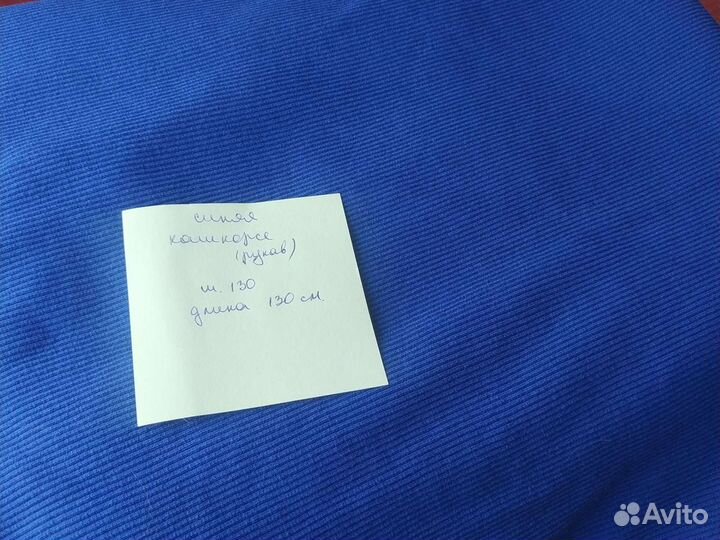 синяя
кашкорсе
(рукав)
ш. 130
длина 130 см.
Avito